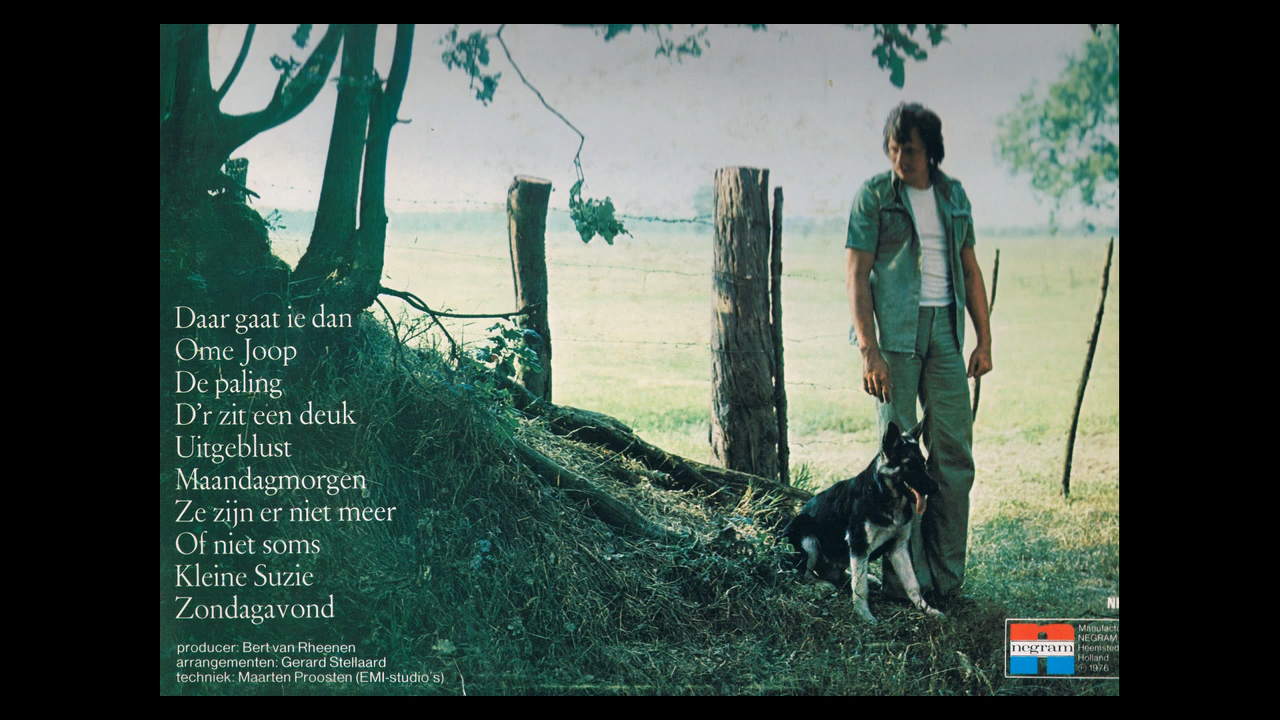 Daar gaat ie dan
Ome Joop
De paling
D'r zit een deuk
Uitgeblust
Maandagmorgen
Ze zijn er niet meer
Of niet soms
Kleine Suzie
Zondagavond
producer: Bert van Rheenen
arrangementen: Gerard Stellaard
techniek: Maarten Proosten (EMI-studio's)
negram
NEGRAM
Holland
℗ 1976